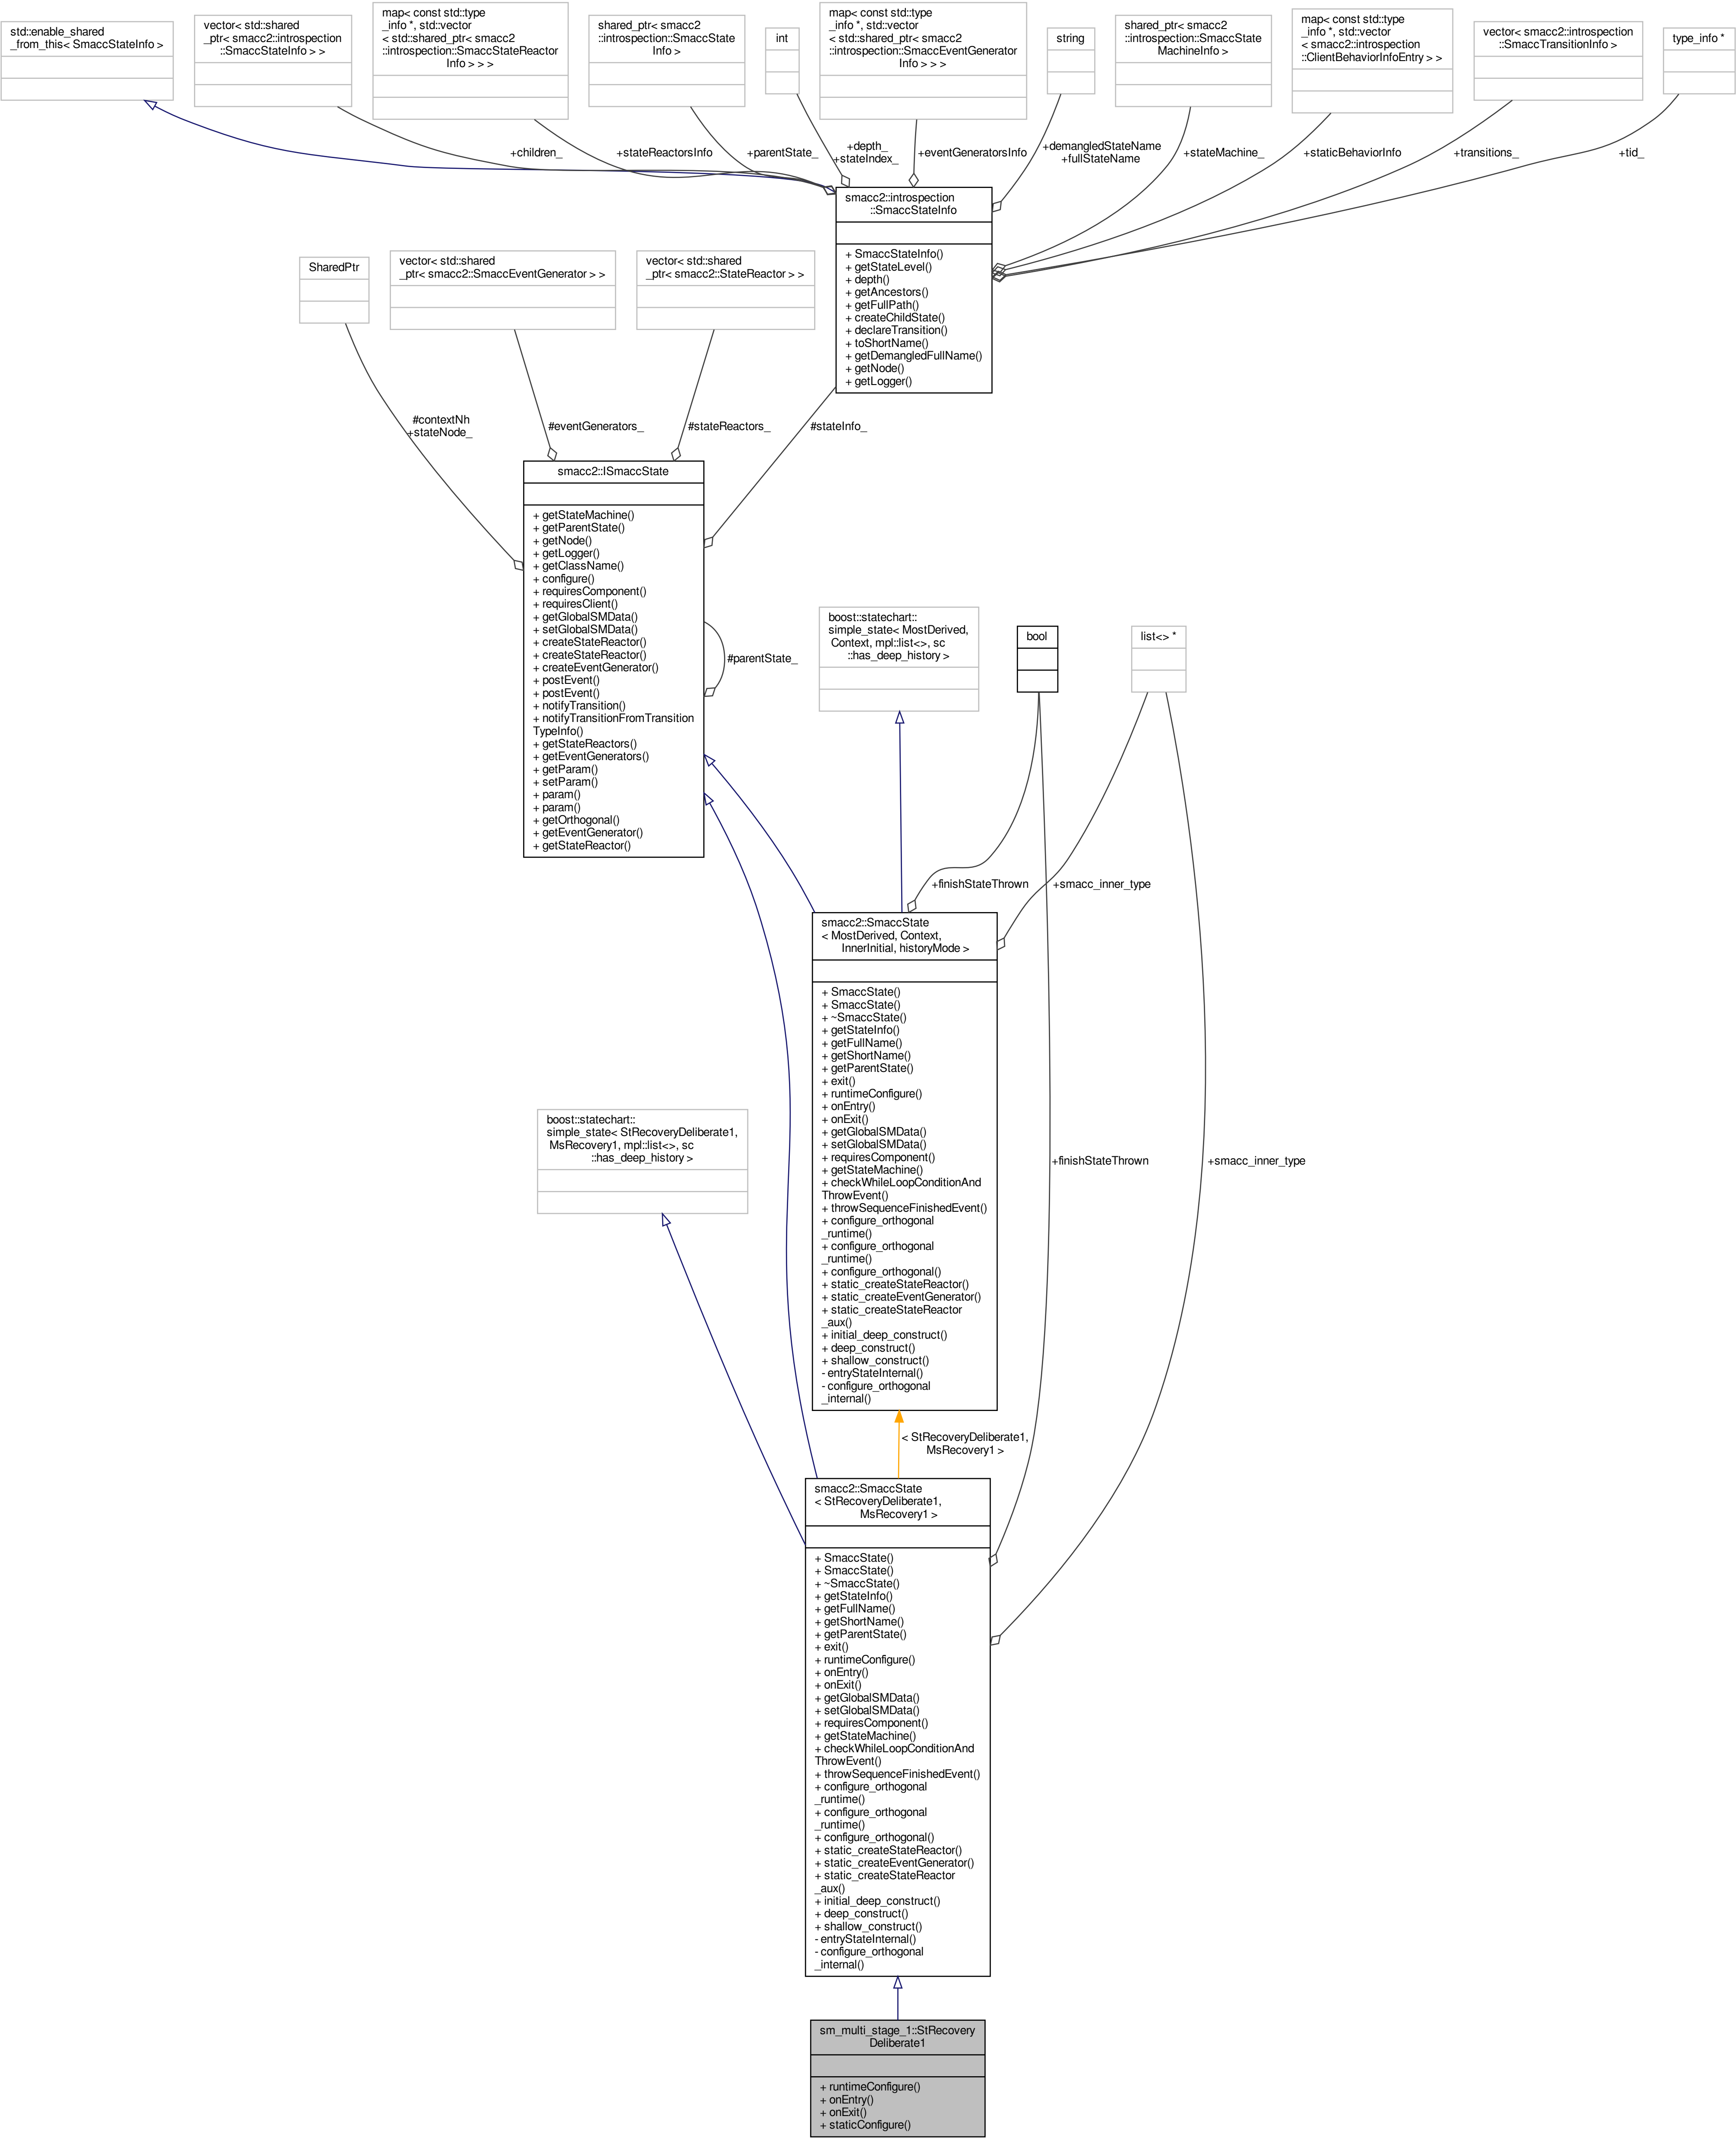 std::enable_shared
_from_this< SmaccStateInfo >
vector< std::shared
_ptr< smacc2::introspection
::SmaccStateInfo > >
map< const std::type
_info *, std::vector
< std::shared_ptr< smacc2
::introspection::SmaccStateReactor
Info > > >
shared_ptr< smacc2
::introspection::SmaccState
Info >
int
map< const std::type
_info *, std::vector
< std::shared_ptr< smacc2
::introspection::SmaccEventGenerator
Info > > >
string
shared_ptr< smacc2
::introspection::SmaccState
MachineInfo >
map< const std::type
_info *, std::vector
< smacc2::introspection
::ClientBehaviorInfoEntry > >
vector< smacc2::introspection
::SmaccTransitionInfo >
type_info *
+children_
+stateReactorsInfo
+parentState_
+depth_
+stateIndex_
+eventGeneratorsInfo
+demangledStateName
+fullStateName
+stateMachine_
+staticBehaviorInfo
+transitions_
+tid_
smacc2::introspection
::SmaccStateInfo
+ SmaccStateInfo()
+ getStateLevel()
+ depth()
+ getAncestors()
+ getFullPath()
+ createChildState()
+ declareTransition()
+ toShortName()
+ getDemangledFullName()
+ getNode()
+ getLogger()
SharedPtr
vector< std::shared
_ptr< smacc2::SmaccEventGenerator > >
vector< std::shared
_ptr< smacc2::StateReactor > >
#contextNh
+stateNode_
#eventGenerators_
#stateReactors_
#stateInfo_
smacc2::ISmaccState
+ getStateMachine()
+ getParentState()
+ getNode()
+ getLogger()
+ getClassName()
+ configure()
+ requiresComponent()
+ requiresClient()
+ getGlobalSMData()
+ setGlobalSMData()
+ createStateReactor()
+ createStateReactor()
+ createEventGenerator()
+ postEvent()
+ postEvent()
+ notifyTransition()
+ notifyTransitionFromTransition
TypeInfo()
+ getStateReactors()
+ getEventGenerators()
+ getParam()
+ setParam()
+ param()
+ param()
+ getOrthogonal()
+ getEventGenerator()
+ getStateReactor()
#parentState_
boost::statechart::
simple_state< MostDerived,
Context, mpl::list<>, sc
::has_deep_history >
bool
list<> *
+finishStateThrown
+smacc_inner_type
smacc2::SmaccState
< MostDerived, Context,
InnerInitial, historyMode >
+ SmaccState()
+ SmaccState()
+ ~SmaccState()
+ getStateInfo()
+ getFullName()
+ getShortName()
+ getParentState()
+ exit()
+ runtimeConfigure()
+ onEntry()
+ onExit()
+ getGlobalSMData()
+ setGlobalSMData()
+ requiresComponent()
+ getStateMachine()
+ checkWhileLoopConditionAnd
ThrowEvent()
+ throwSequenceFinishedEvent()
+ configure_orthogonal
_runtime()
+ configure_orthogonal
_runtime()
+ configure_orthogonal()
+ static_createStateReactor()
+ static_createEventGenerator()
+ static_createStateReactor
_aux()
+ initial_deep_construct()
+ deep_construct()
+ shallow_construct()
- entryStateInternal()
- configure_orthogonal
_internal()
boost::statechart::
simple_state< StRecoveryDeliberate1,
MsRecovery1, mpl::list<>, sc
::has_deep_history >
+finishStateThrown
+smacc_inner_type
< StRecoveryDeliberate1,
MsRecovery1 >
smacc2::SmaccState
< StRecoveryDeliberate1,
MsRecovery1 >
+ SmaccState()
+ SmaccState()
+ ~SmaccState()
+ getStateInfo()
+ getFullName()
+ getShortName()
+ getParentState()
+ exit()
+ runtimeConfigure()
+ onEntry()
+ onExit()
+ getGlobalSMData()
+ setGlobalSMData()
+ requiresComponent()
+ getStateMachine()
+ checkWhileLoopConditionAnd
ThrowEvent()
+ throwSequenceFinishedEvent()
+ configure_orthogonal
_runtime()
+ configure_orthogonal
_runtime()
+ configure_orthogonal()
+ static_createStateReactor()
+ static_createEventGenerator()
+ static_createStateReactor
_aux()
+ initial_deep_construct()
+ deep_construct()
+ shallow_construct()
- entryStateInternal()
- configure_orthogonal
_internal()
sm_multi_stage_1::StRecovery
Deliberate1
+ runtimeConfigure()
+ onEntry()
+ onExit()
+ staticConfigure()